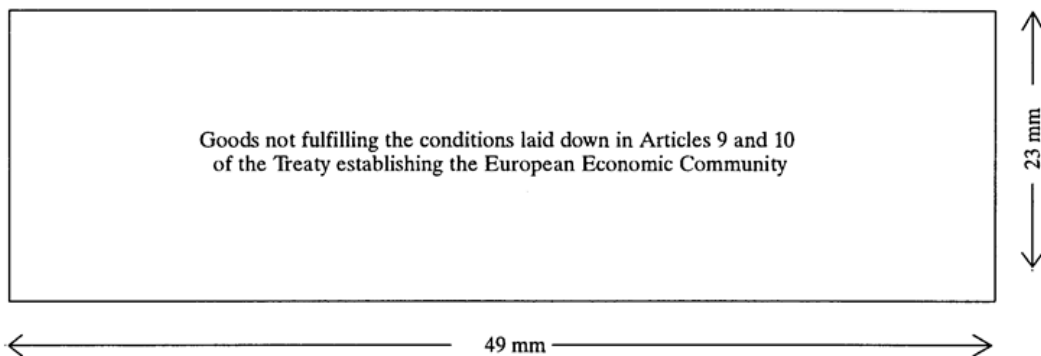 Goods not fulfilling the conditions laid down in Articles 9 and 10
of the Treaty establishing the European Economic Community
23 mm
49 mm